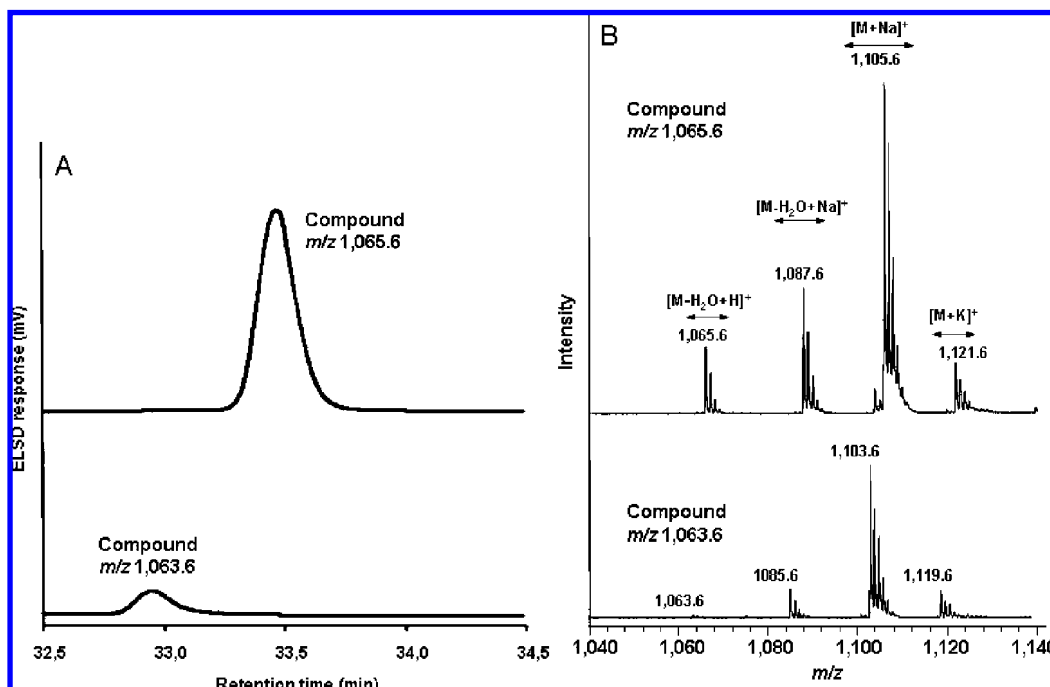 A
Compound
m/z 1,065.6
Compound
m/z 1,063.6
ELSD response (mV)
32,5 33,0 33,5 34,0 34,5
Retention time (min)
B
[M+Na]+
1,105.6
Compound
m/z 1,065.6
[M-H2O+Na]+
1,087.6
[M-H2O+H]+
1,065.6
[M+K]+
1,121.6
Intensity
1,103.6
Compound
m/z 1,063.6
1085.6
1,119.6
1,063.6
1,040 1,060 1,080 1,100 1,120 1,140
m/z